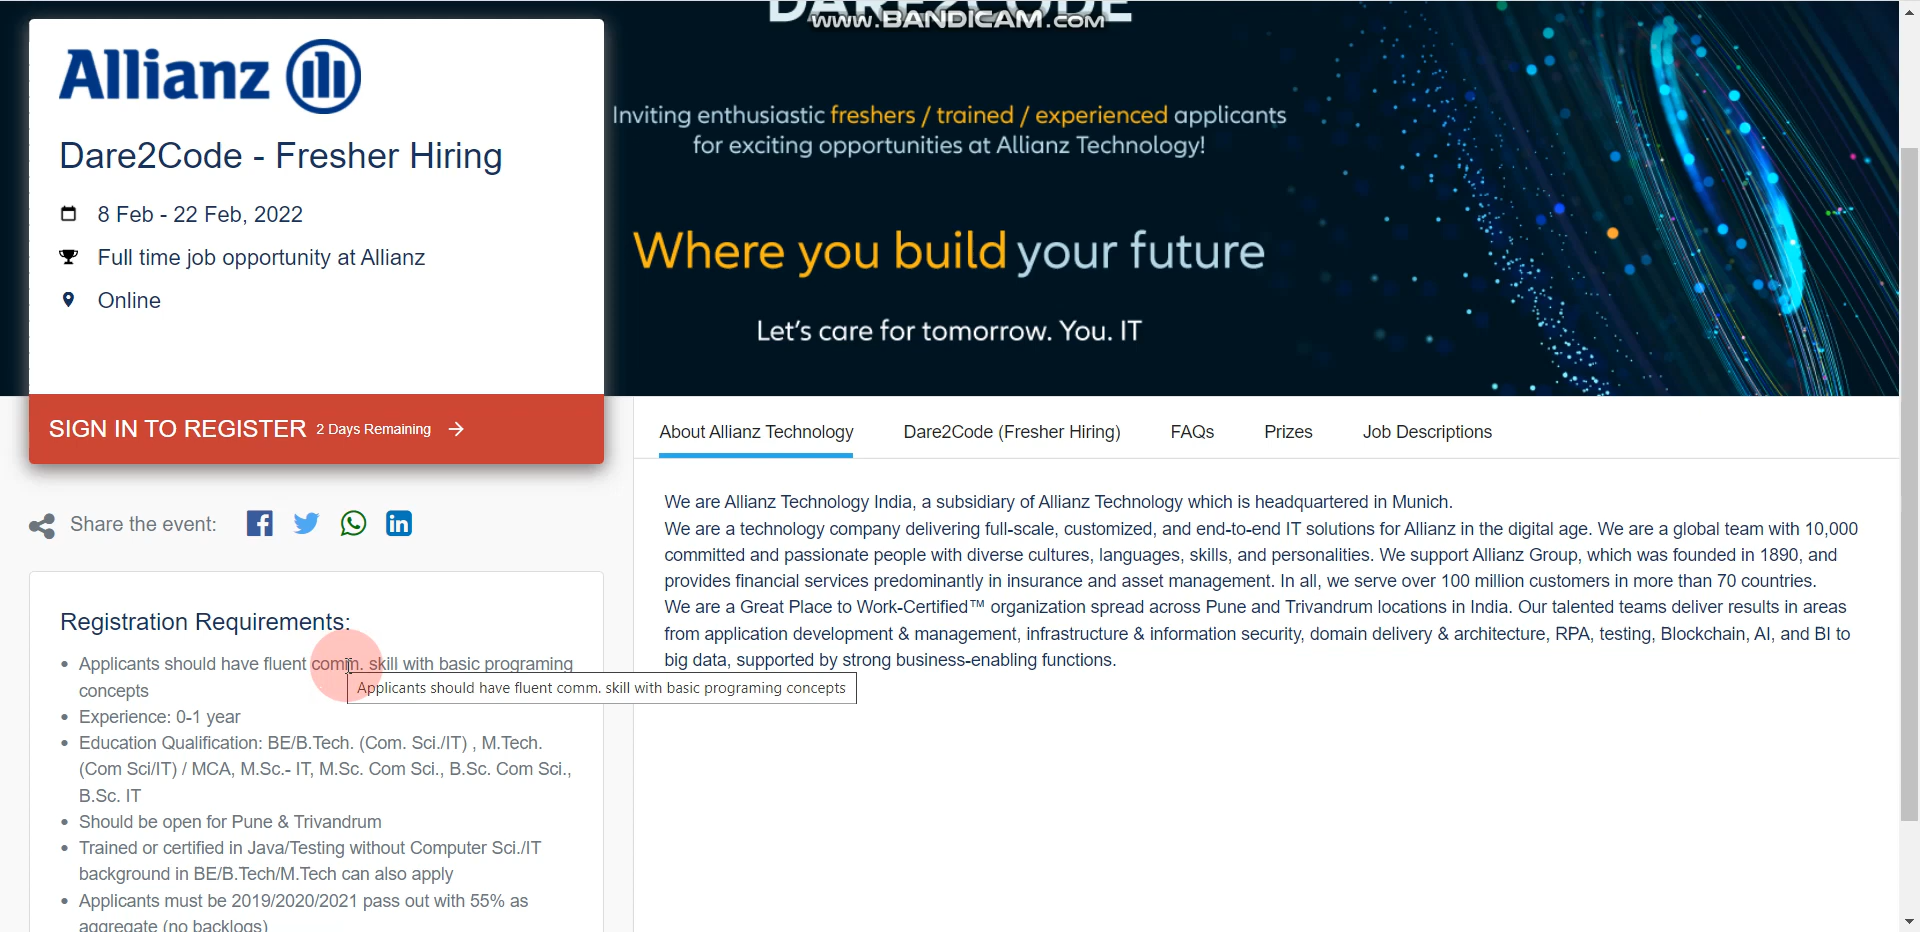 DARE2CODE
WWW.BANDICAM.COM
Allianz
Dare2Code - Fresher Hiring
8 Feb - 22 Feb, 2022
Full time job opportunity at Allianz
Online
SIGN IN TO REGISTER 2 Days Remaining
Inviting enthusiastic freshers / trained / experienced applicants
for exciting opportunities at Allianz Technology!
Where you build your future
Let's care for tomorrow. You. IT
Share the event:
Registration Requirements:
• Applicants should have fluent comm. skill with basic programing
concepts
Applicants should have fluent comm. skill with basic programing concepts
• Experience: 0-1 year
• Education Qualification: BE/B.Tech. (Com. Sci./IT) , M.Tech.
(Com Sci/IT) / MCA, M.Sc.- IT, M.Sc. Com Sci., B.Sc. Com Sci.,
B.Sc. IT
• Should be open for Pune & Trivandrum
• Trained or certified in Java/Testing without Computer Sci./IT
background in BE/B.Tech/M.Tech can also apply
• Applicants must be 2019/2020/2021 pass out with 55% as
aggregate (no backlogs)
About Allianz Technology Dare2Code (Fresher Hiring) FAQs Prizes Job Descriptions
We are Allianz Technology India, a subsidiary of Allianz Technology which is headquartered in Munich.
We are a technology company delivering full-scale, customized, and end-to-end IT solutions for Allianz in the digital age. We are a global team with 10,000
committed and passionate people with diverse cultures, languages, skills, and personalities. We support Allianz Group, which was founded in 1890, and
provides financial services predominantly in insurance and asset management. In all, we serve over 100 million customers in more than 70 countries.
We are a Great Place to Work-Certified™ organization spread across Pune and Trivandrum locations in India. Our talented teams deliver results in areas
from application development & management, infrastructure & information security, domain delivery & architecture, RPA, testing, Blockchain, AI, and BI to
big data, supported by strong business-enabling functions.